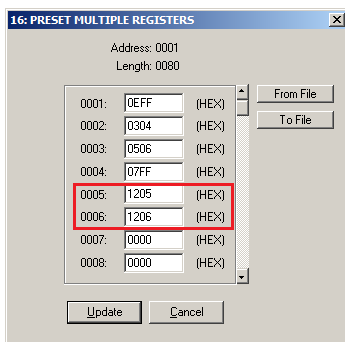 16: PRESET MULTIPLE REGISTERS
Address: 0001
Length: 0080
From File
To File
0001: 0EFF (HEX)
0002: 0304 (HEX)
0003: 0506 (HEX)
0004: 07FF (HEX)
0005: 1205 (HEX)
0006: 1206 (HEX)
0007: 0000 (HEX)
0008: 0000 (HEX)
Update Cancel